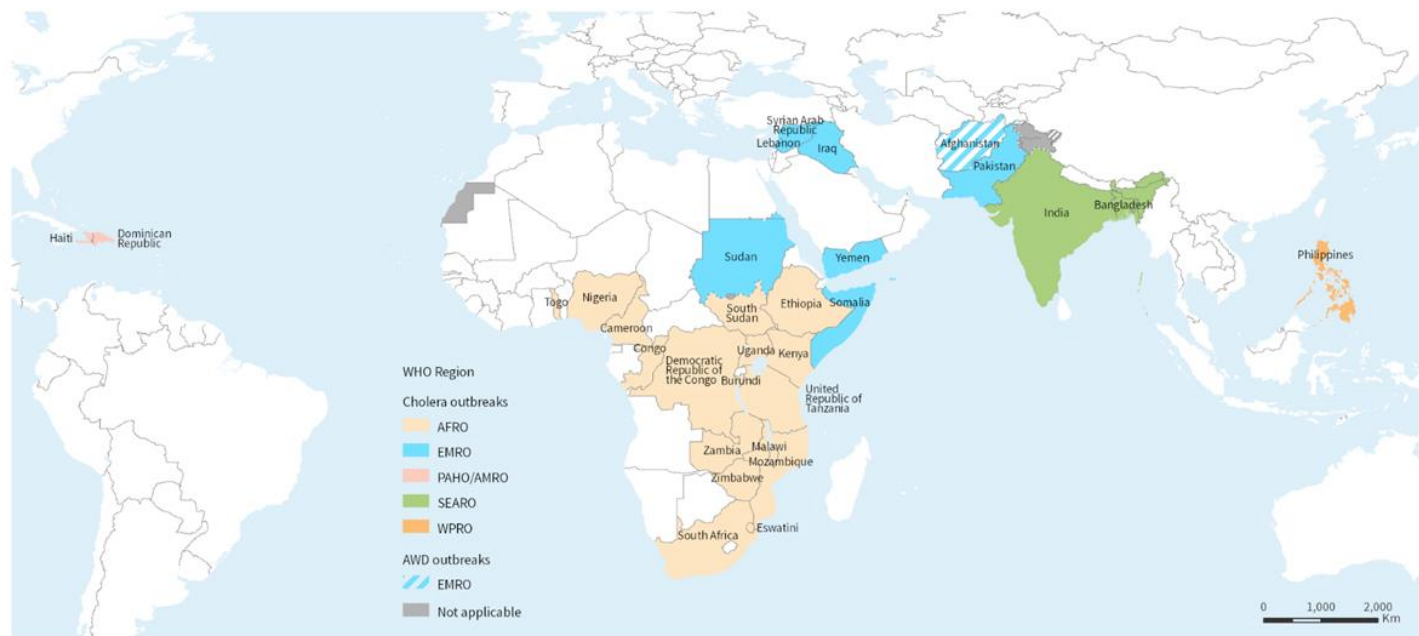 Syrian Arab
Republic
Lebanon
Iraq
Afghanistan
Pakistan
India
Bangladesh
Philippines
Haiti
Dominican
Republic
Sudan
Yemen
Togo
Nigeria
South
Sudan
Ethiopia
Somalia
Cameroon
Congo
Democratic
Republic of
the Congo
Uganda
Kenya
Burundi
United
Republic of
Tanzania
Malawi
Zambia
Mozambique
Zimbabwe
South Africa
Eswatini
WHO Region
Cholera outbreaks
AFRO
EMRO
PAHO/AMRO
SEARO
WPRO
AWD outbreaks
EMRO
Not applicable
0 1,000 2,000
Km